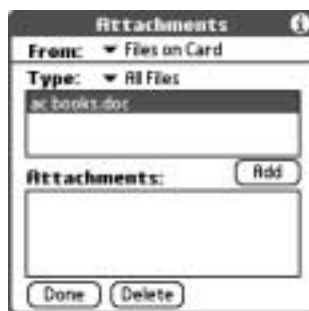 Attachments
From: Files on Card
Type: All Files
ac books.doc
Attachments:
Add
Done Delete